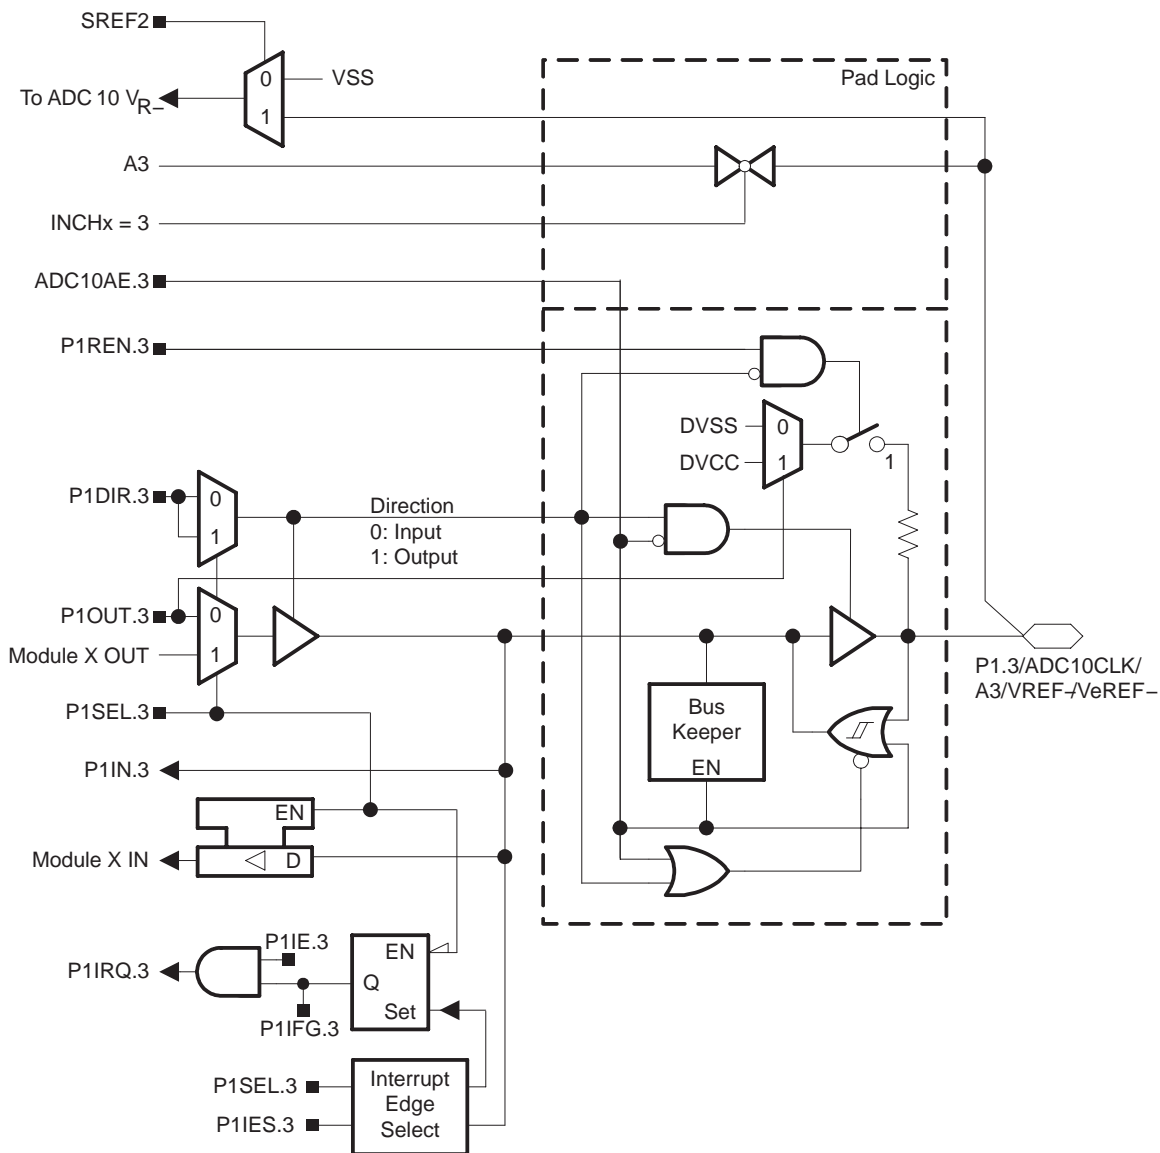 SREF2
0
VSS
Pad Logic
To ADC 10 VR−
1
A3
INCHx = 3
ADC10AE.3
P1REN.3
DVSS
0
DVCC
1
1
P1DIR.3
0
1
Direction
0: Input
1: Output
P1OUT.3
0
Module X OUT
1
P1.3/ADC10CLK/
A3/VREF−/VeREF−
P1SEL.3
Bus
Keeper
EN
P1IN.3
EN
Module X IN
D
P1IE.3
EN
P1IRQ.3
Q
Set
P1IFG.3
P1SEL.3
Interrupt
Edge
Select
P1IES.3